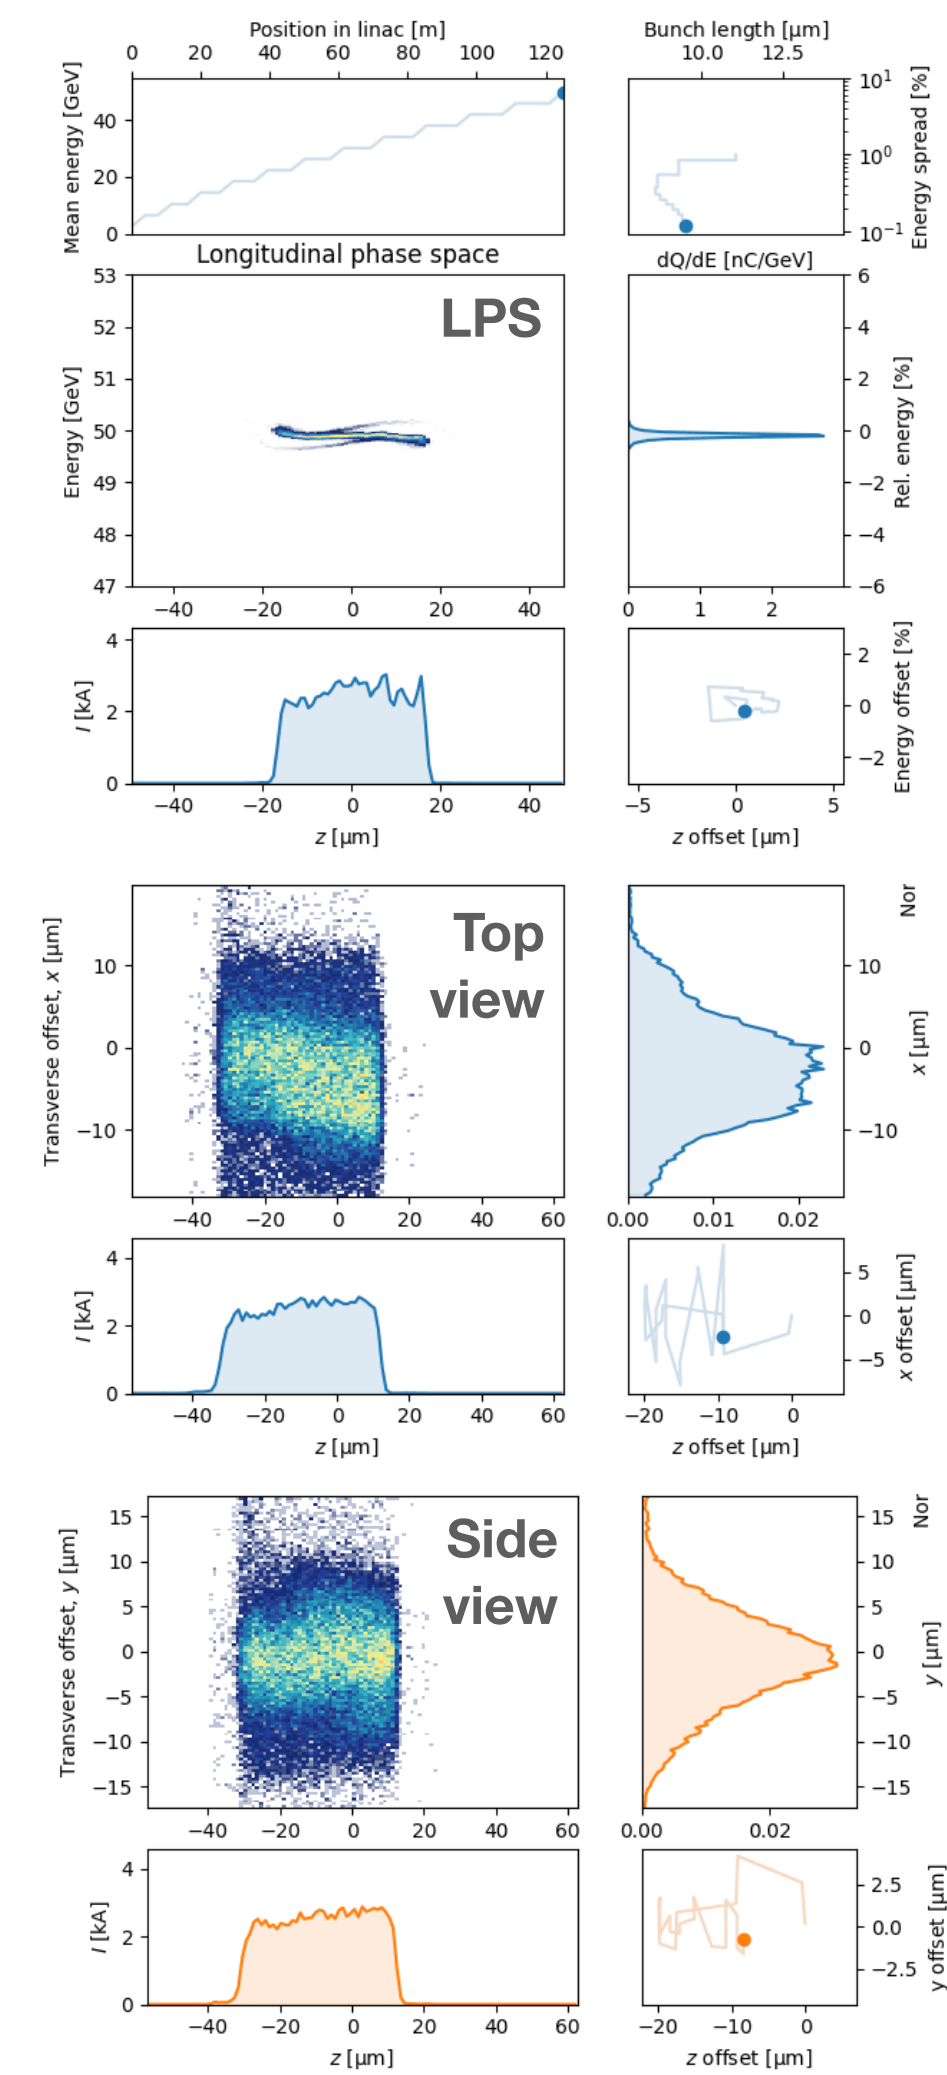 Position in linac [m]
Bunch length [μm]
0 20 40 60 80 100 120
10.0 12.5
Mean energy [GeV]
40
20
0
10¹
10⁰
10⁻¹
Energy spread [%]
Longitudinal phase space
dQ/dE [nC/GeV]
LPS
Energy [GeV]
53
52
51
50
49
48
47
−40 −20 0 20 40
6
4
2
0
−2
−4
−6
Rel. energy [%]
0 1 2
I [kA]
4
2
0
−40 −20 0 20 40
z [μm]
2
0
−2
Energy offset [%]
−5 0 5
z offset [μm]
Top
view
Transverse offset, x [μm]
10
0
−10
−40 −20 0 20 40 60
Nor
10
0
−10
x [μm]
0.00 0.01 0.02
I [kA]
4
2
0
−40 −20 0 20 40 60
z [μm]
5
0
−5
x offset [μm]
−20 −10 0
z offset [μm]
Side
view
Transverse offset, y [μm]
15
10
5
0
−5
−10
−15
−40 −20 0 20 40 60
Nor
15
10
5
0
−5
−10
−15
y [μm]
0.00 0.02
I [kA]
4
2
0
−40 −20 0 20 40 60
z [μm]
2.5
0.0
−2.5
y offset [μm]
−20 −10 0
z offset [μm]